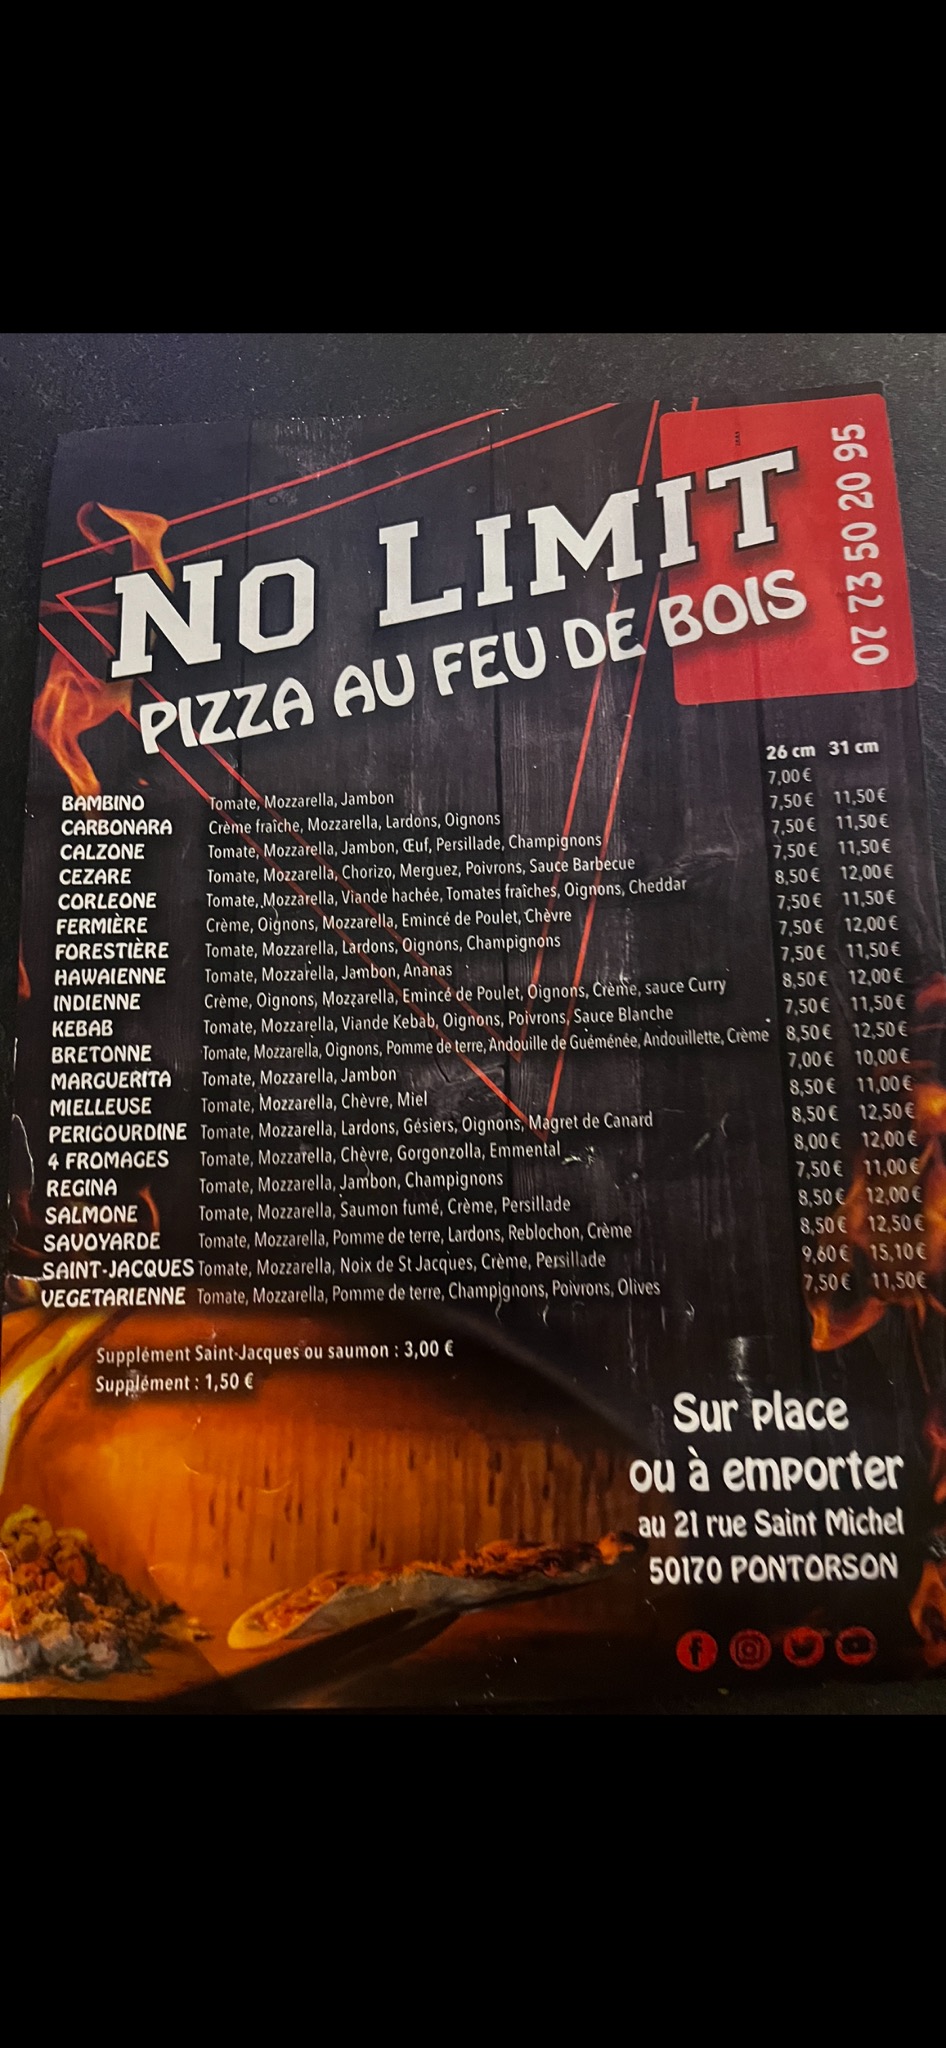 NO LIMIT
PIZZA AU FEU DE BOIS
07 73 50 20 95
26 cm 31 cm
BAMBINO Tomate, Mozzarella, Jambon 7,00 €
CARBONARA Crème fraîche, Mozzarella, Lardons, Oignons 7,50 € 11,50 €
CALZONE Tomate, Mozzarella, Jambon, Œuf, Persillade, Champignons 7,50 € 11,50 €
CEZARE Tomate, Mozzarella, Chorizo, Merguez, Poivrons, Sauce Barbecue 7,50 € 11,50 €
CORLEONE Tomate, Mozzarella, Viande hachée, Tomates fraîches, Oignons, Cheddar 8,50 € 12,00 €
FERMIÈRE Crème, Oignons, Mozzarella, Emincé de Poulet, Chèvre 7,50 € 11,50 €
FORESTIÈRE Tomate, Mozzarella, Lardons, Oignons, Champignons 7,50 € 12,00 €
HAWAIENNE Tomate, Mozzarella, Jambon, Ananas 7,50 € 11,50 €
INDIENNE Crème, Oignons, Mozzarella, Emincé de Poulet, Oignons, Crème, sauce Curry 8,50 € 12,00 €
KEBAB Tomate, Mozzarella, Viande Kebab, Oignons, Poivrons, Sauce Blanche 7,50 € 11,50 €
BRETONNE Tomate, Mozzarella, Oignons, Pomme de terre, Andouille de Guéménée, Andouillette, Crème 8,50 € 12,50 €
MARGUERITA Tomate, Mozzarella, Jambon 7,00 € 10,00 €
MIELLEUSE Tomate, Mozzarella, Chèvre, Miel 8,50 € 11,00 €
PERIGOURDINE Tomate, Mozzarella, Lardons, Gésiers, Oignons, Magret de Canard 8,50 € 12,50 €
4 FROMAGES Tomate, Mozzarella, Chèvre, Gorgonzolla, Emmental 8,00 € 12,00 €
REGINA Tomate, Mozzarella, Jambon, Champignons 7,50 € 11,00 €
SALMONE Tomate, Mozzarella, Saumon fumé, Crème, Persillade 8,50 € 12,00 €
SAVOYARDE Tomate, Mozzarella, Pomme de terre, Lardons, Reblochon, Crème 8,50 € 12,50 €
SAINT-JACQUES Tomate, Mozzarella, Noix de St Jacques, Crème, Persillade 9,60 € 15,10 €
VEGETARIENNE Tomate, Mozzarella, Pomme de terre, Champignons, Poivrons, Olives 7,50 € 11,50 €
Supplément Saint-Jacques ou saumon : 3,00 €
Supplément : 1,50 €
Sur place
ou à emporter
au 21 rue Saint Michel
50170 PONTORSON